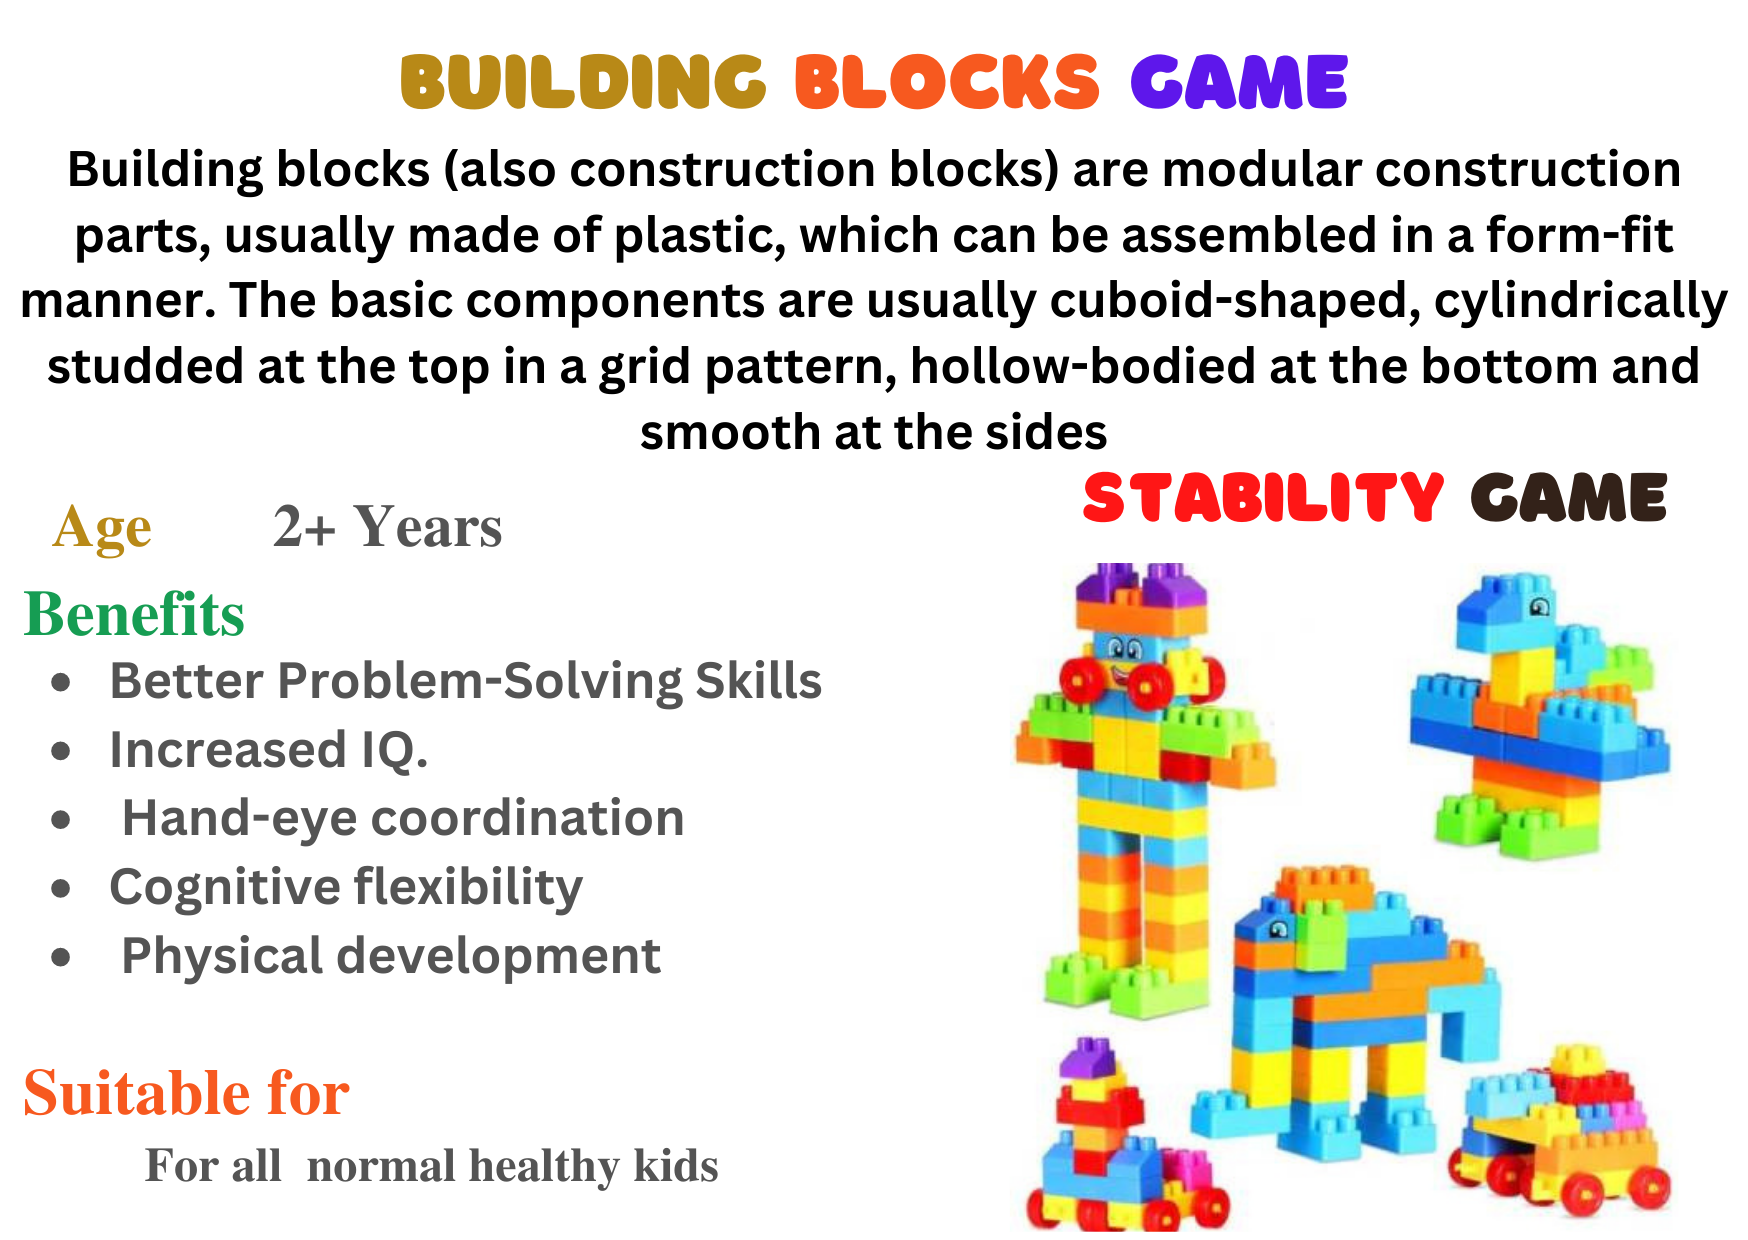 BUILDING BLOCKS GAME
Building blocks (also construction blocks) are modular construction
parts, usually made of plastic, which can be assembled in a form-fit
manner. The basic components are usually cuboid-shaped, cylindrically
studded at the top in a grid pattern, hollow-bodied at the bottom and
smooth at the sides
STABILITY GAME
Age 2+ Years
Benefits
• Better Problem-Solving Skills
• Increased IQ.
• Hand-eye coordination
• Cognitive flexibility
• Physical development
Suitable for
For all normal healthy kids